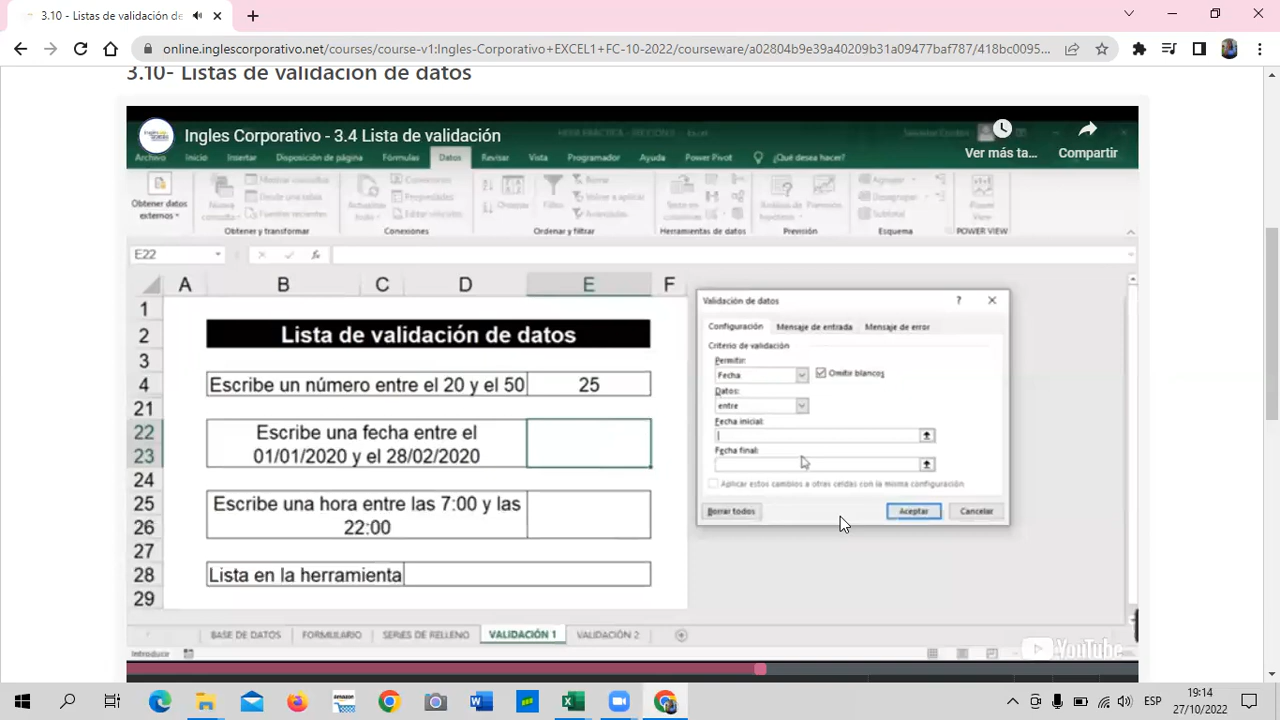 3.10 - Listas de validación de
online.inglescorporativo.net/courses/course-v1:Ingles-Corporativo+EXCEL1+FC-10-2022/courseware/a02804b9e39a40209b31a09477baf787/418bc0095...
3.10- Listas de validación de datos
Ingles Corporativo - 3.4 Lista de validación
Ver más ta...
Compartir
Archivo Inicio Insertar Disposición de página Fórmulas Datos Revisar Vista Programador Ayuda Power Pivot ¿Qué desea hacer?
Obtener datos externos
Obtener y transformar
Conexiones
Ordenar y filtrar
Herramientas de datos
Previsión
Esquema
POWER VIEW
E22
fx
A B C D E F
1
2 Lista de validación de datos
3
4 Escribe un número entre el 20 y el 50 25
21
22 Escribe una fecha entre el
23 01/01/2020 y el 28/02/2020
24
25 Escribe una hora entre las 7:00 y las
26 22:00
27
28 Lista en la herramienta
29
Validación de datos
? ×
Configuración Mensaje de entrada Mensaje de error
Criterio de validación
Permitir:
Fecha Omitir blancos
Datos:
entre
Fecha inicial:
Fecha final:
Aplicar estos cambios a otras celdas con la misma configuración
Borrar todos Aceptar Cancelar
BASE DE DATOS FORMULARIO SERIES DE RELLENO VALIDACIÓN 1 VALIDACIÓN 2
Introducir
YouTube
amazon
ESP
19:14
27/10/2022